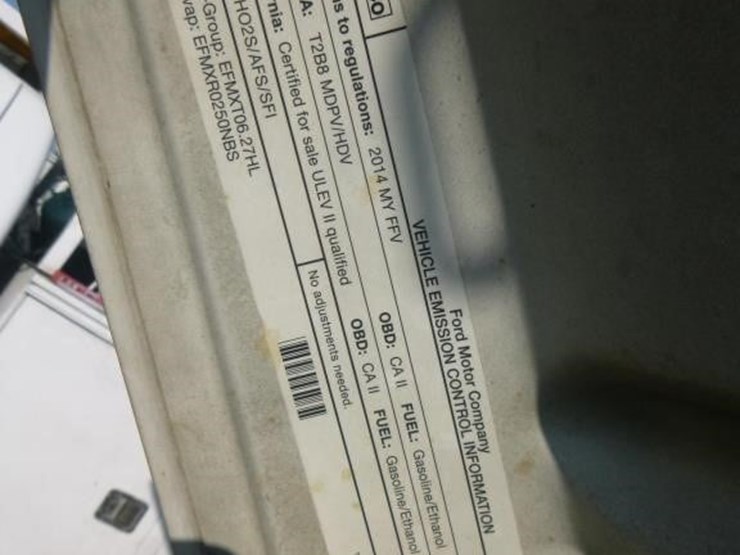 Ford Motor Company
VEHICLE EMISSION CONTROL INFORMATION
to regulations: 2014 MY FFV
T2B8 MDPV/HDV OBD: CA II FUEL: Gasoline/Ethanol
Certified for sale ULEV II qualified OBD: CA II FUEL: Gasoline/Ethanol
HO2S/AFS/SFI
No adjustments needed.
Group: EFMXT06.27HL
EFMXR0250NBS